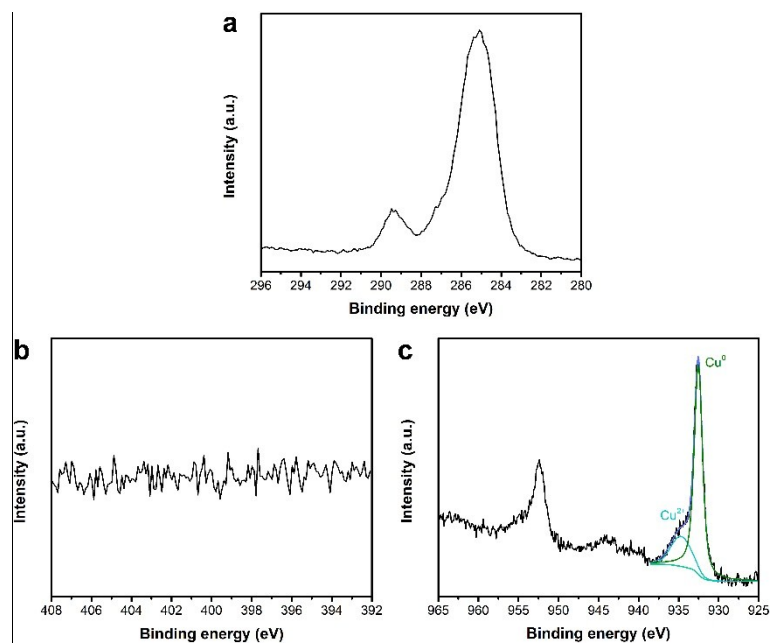 a
Intensity (a.u.)
296 294 292 290 288 286 284 282 280
Binding energy (eV)
b
Intensity (a.u.)
408 406 404 402 400 398 396 394 392
Binding energy (eV)
c
Cu⁰
Cu²⁺
Intensity (a.u.)
965 960 955 950 945 940 935 930 925
Binding energy (eV)